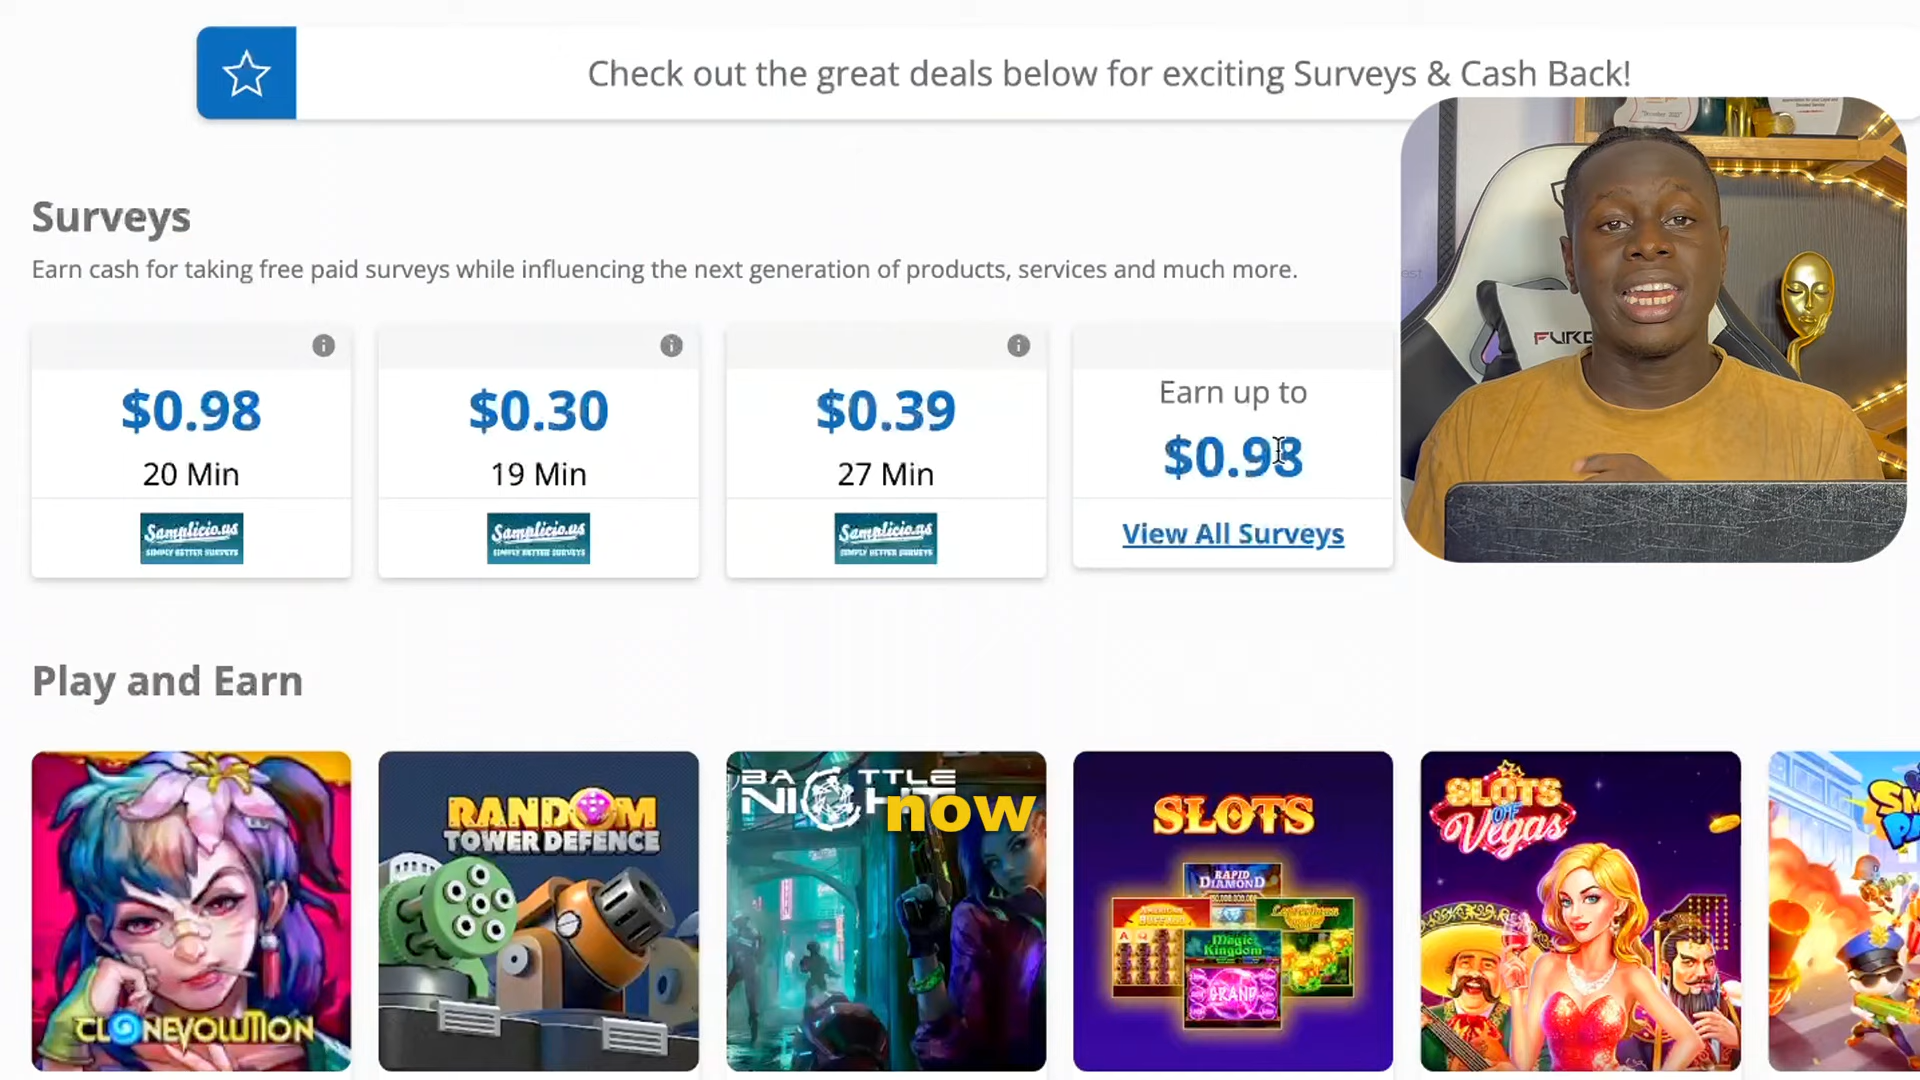 Check out the great deals below for exciting Surveys & Cash Back!
"December 2022"
Surveys
Earn cash for taking free paid surveys while influencing the next generation of products, services and much more.
$0.98
20 Min
Samplicio.us
SIMPLY BETTER SURVEYS
$0.30
19 Min
Samplicio.us
SIMPLY BETTER SURVEYS
$0.39
27 Min
Samplicio.us
SIMPLY BETTER SURVEYS
Earn up to
$0.98
View All Surveys
Play and Earn
CLONEVOLUTION
RANDOM
TOWER DEFENCE
BATTLE
NIGHT
now
SLOTS
RAPID
DIAMOND
Magic
Kingdom
GRAND
SLOTS
OF
Vegas